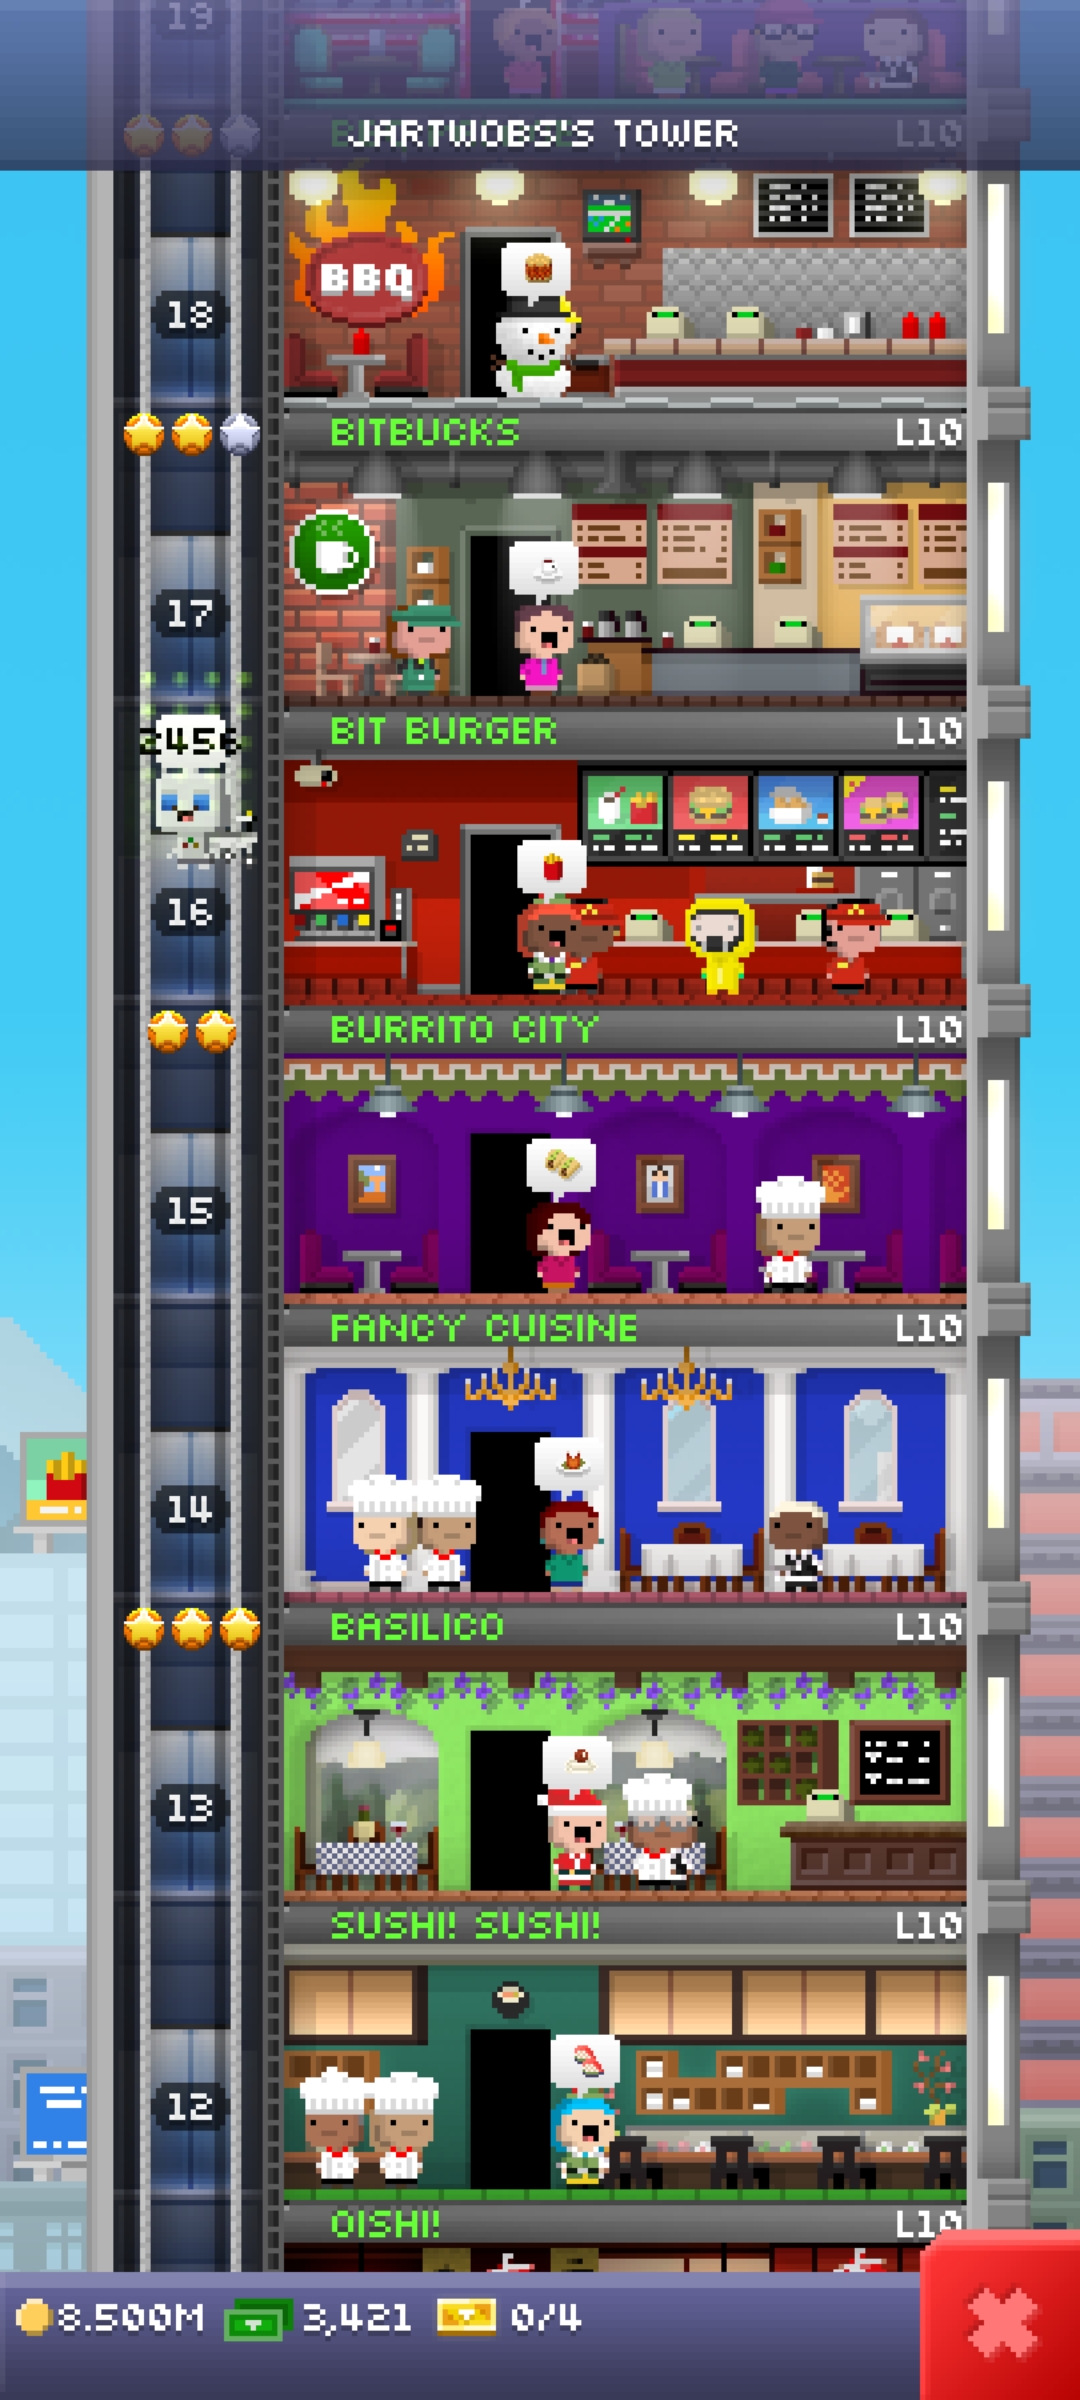 19
JARTWOBS'S TOWER
L10
BBQ
18
BITBUCKS
L10
17
BIT BURGER
L10
2456
16
BURRITO CITY
L10
15
FANCY CUISINE
L10
14
BASILICO
L10
13
SUSHI! SUSHI!
L10
12
OISHI!
L10
8.500M
3,421
0/4